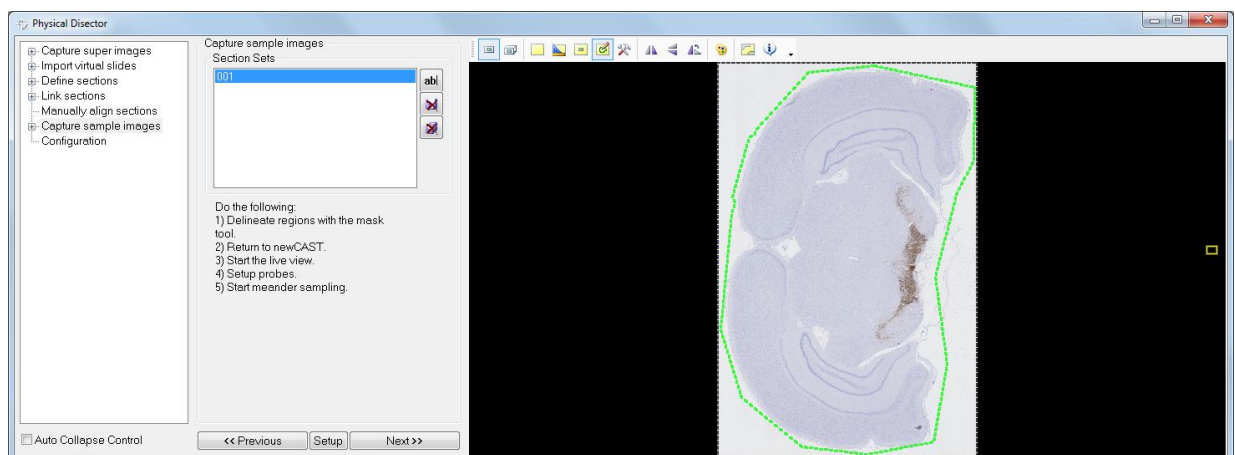 Physical Disector
Capture super images
Import virtual slides
Define sections
Link sections
Manually align sections
Capture sample images
Configuration
Auto Collapse Control
Capture sample images
Section Sets
001
ab|
Do the following:
1) Delineate regions with the mask
tool.
2) Return to newCAST.
3) Start the live view.
4) Setup probes.
5) Start meander sampling.
<< Previous
Setup
Next >>